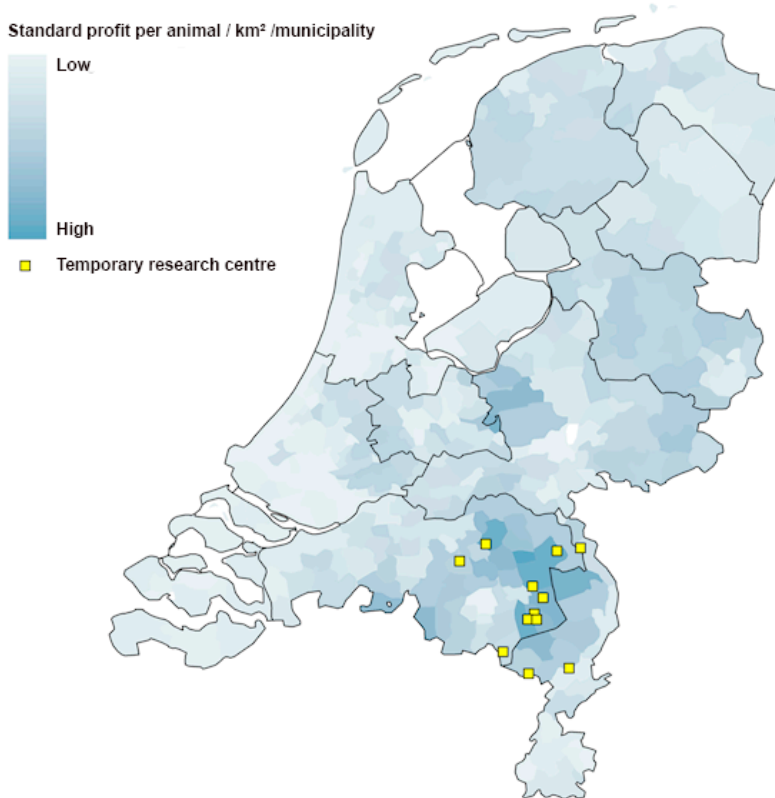 Standard profit per animal / km² /municipality
Low
High
Temporary research centre